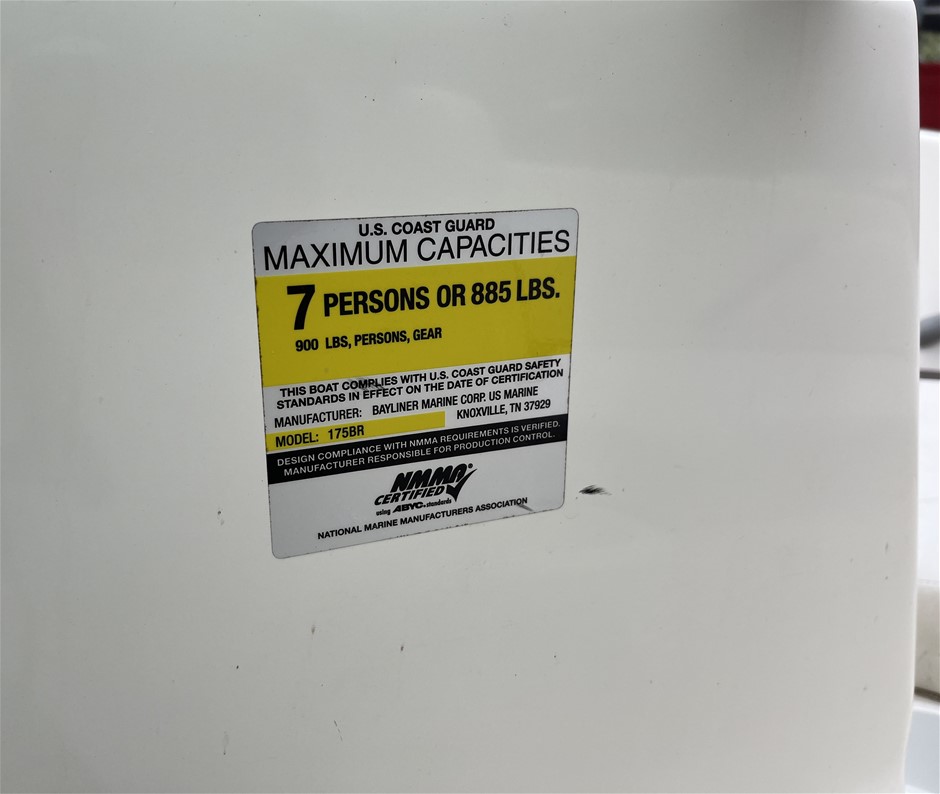 U.S. COAST GUARD
MAXIMUM CAPACITIES
7 PERSONS OR 885 LBS.
900 LBS, PERSONS, GEAR
THIS BOAT COMPLIES WITH U.S. COAST GUARD SAFETY
STANDARDS IN EFFECT ON THE DATE OF CERTIFICATION
MANUFACTURER: BAYLINER MARINE CORP. US MARINE
KNOXVILLE, TN 37929
MODEL: 175BR
DESIGN COMPLIANCE WITH NMMA REQUIREMENTS IS VERIFIED.
MANUFACTURER RESPONSIBLE FOR PRODUCTION CONTROL.
NMMA®
CERTIFIED
using ABYC® standards
NATIONAL MARINE MANUFACTURERS ASSOCIATION